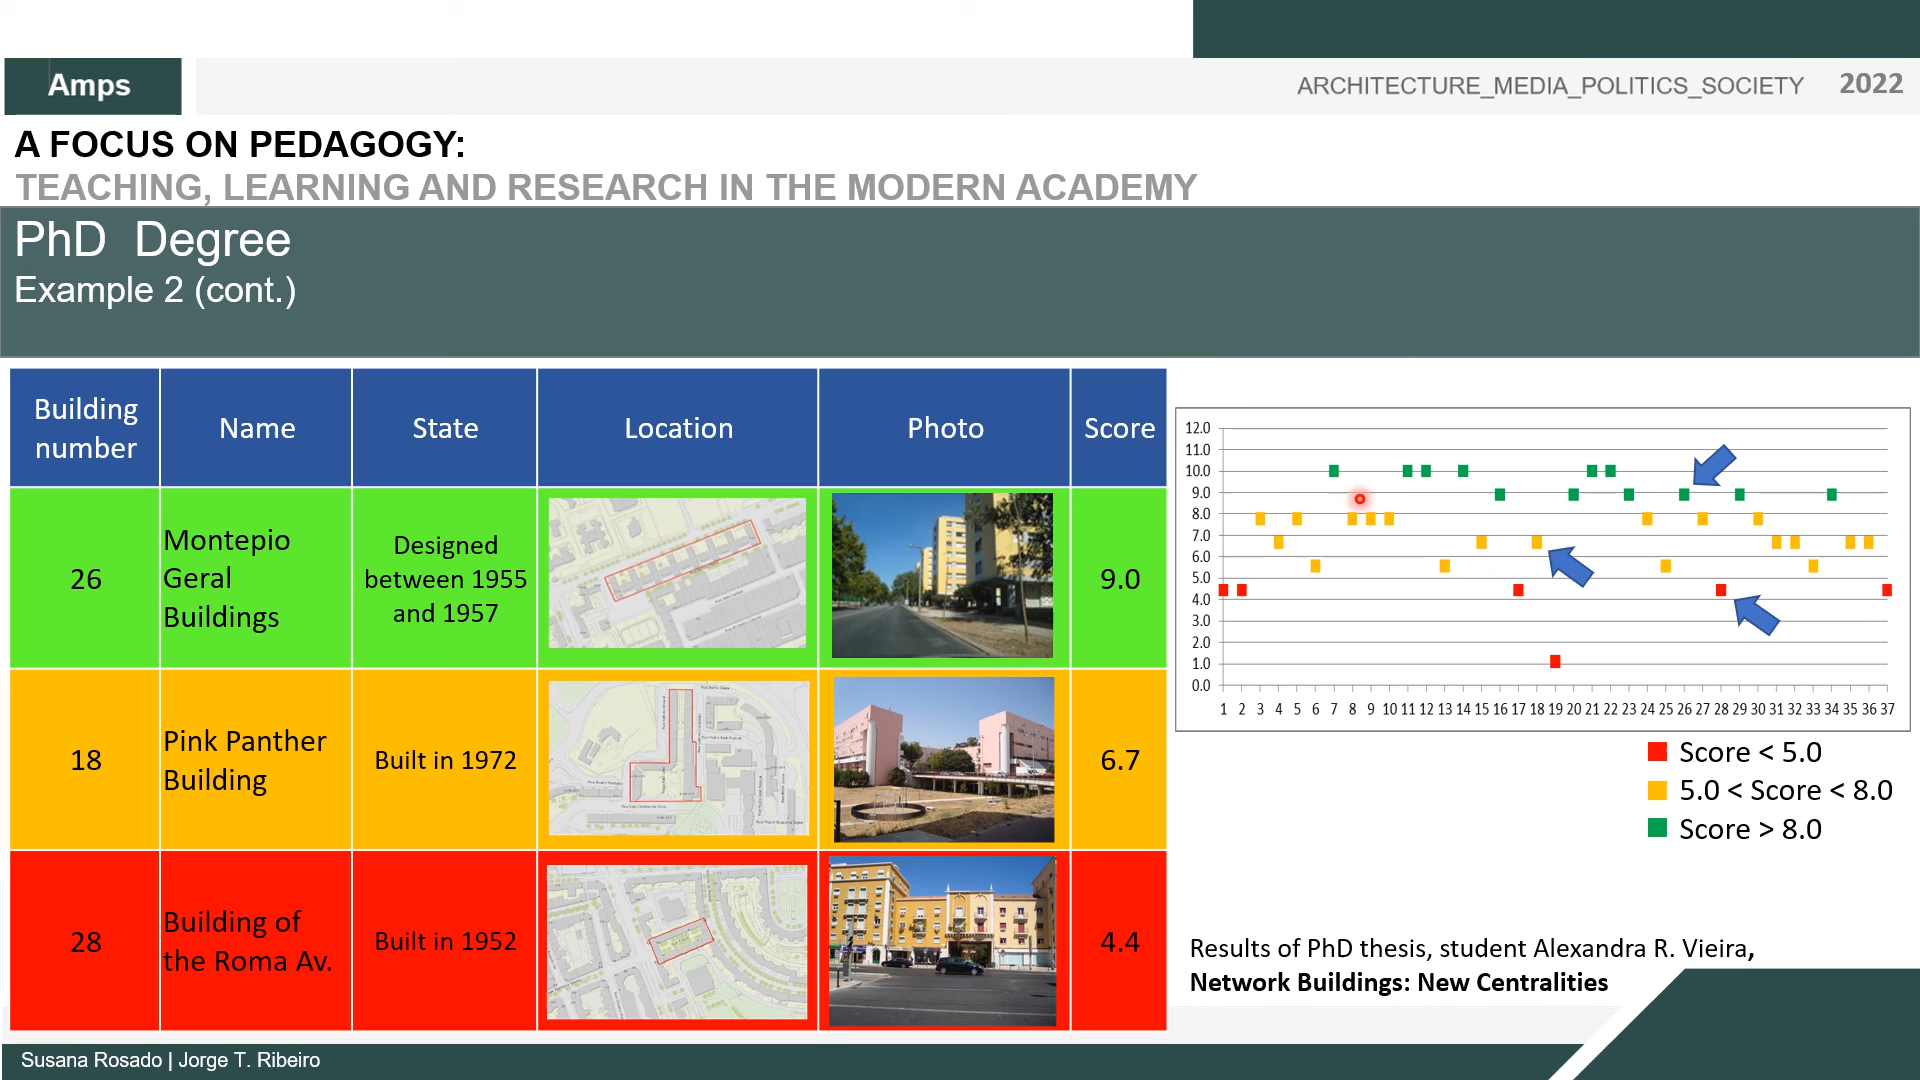 Amps
ARCHITECTURE_MEDIA_POLITICS_SOCIETY 2022
A FOCUS ON PEDAGOGY:
TEACHING, LEARNING AND RESEARCH IN THE MODERN ACADEMY
PhD Degree
Example 2 (cont.)
Building
number
Name
State
Location
Photo
Score
26
Montepio
Geral
Buildings
Designed
between 1955
and 1957
9.0
18
Pink Panther
Building
Built in 1972
6.7
28
Building of
the Roma Av.
Built in 1952
4.4
12.0
11.0
10.0
9.0
8.0
7.0
6.0
5.0
4.0
3.0
2.0
1.0
0.0
1 2 3 4 5 6 7 8 9 10 11 12 13 14 15 16 17 18 19 20 21 22 23 24 25 26 27 28 29 30 31 32 33 34 35 36 37
Score < 5.0
5.0 < Score < 8.0
Score > 8.0
Results of PhD thesis, student Alexandra R. Vieira,
Network Buildings: New Centralities
Susana Rosado | Jorge T. Ribeiro